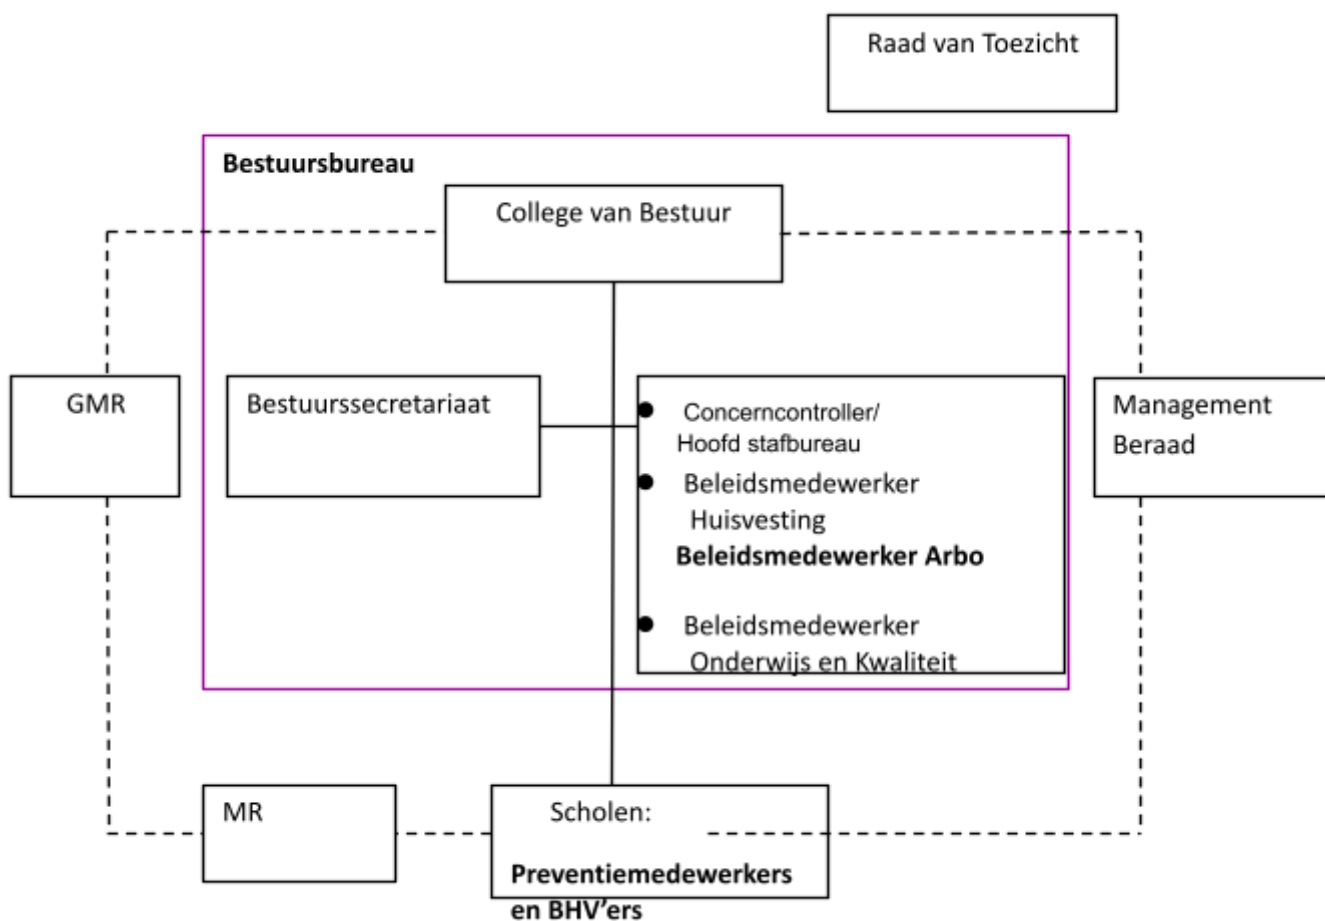 Raad van Toezicht
Bestuursbureau
College van Bestuur
GMR
Bestuurssecretariaat
● Concerncontroller/
Hoofd stafbureau
● Beleidsmedewerker
Huisvesting
Beleidsmedewerker Arbo
● Beleidsmedewerker
Onderwijs en Kwaliteit
Management
Beraad
MR
Scholen:
Preventiemedewerkers
en BHV’ers